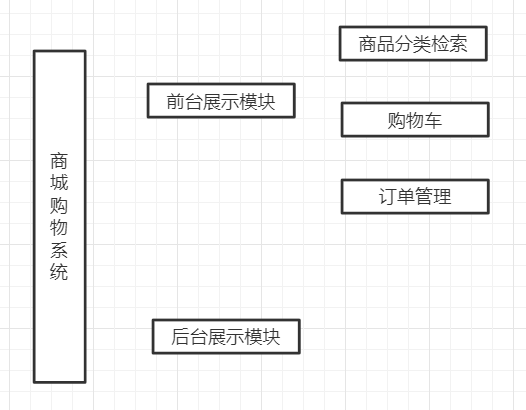 商城购物系统
前台展示模块
商品分类检索
购物车
订单管理
后台展示模块